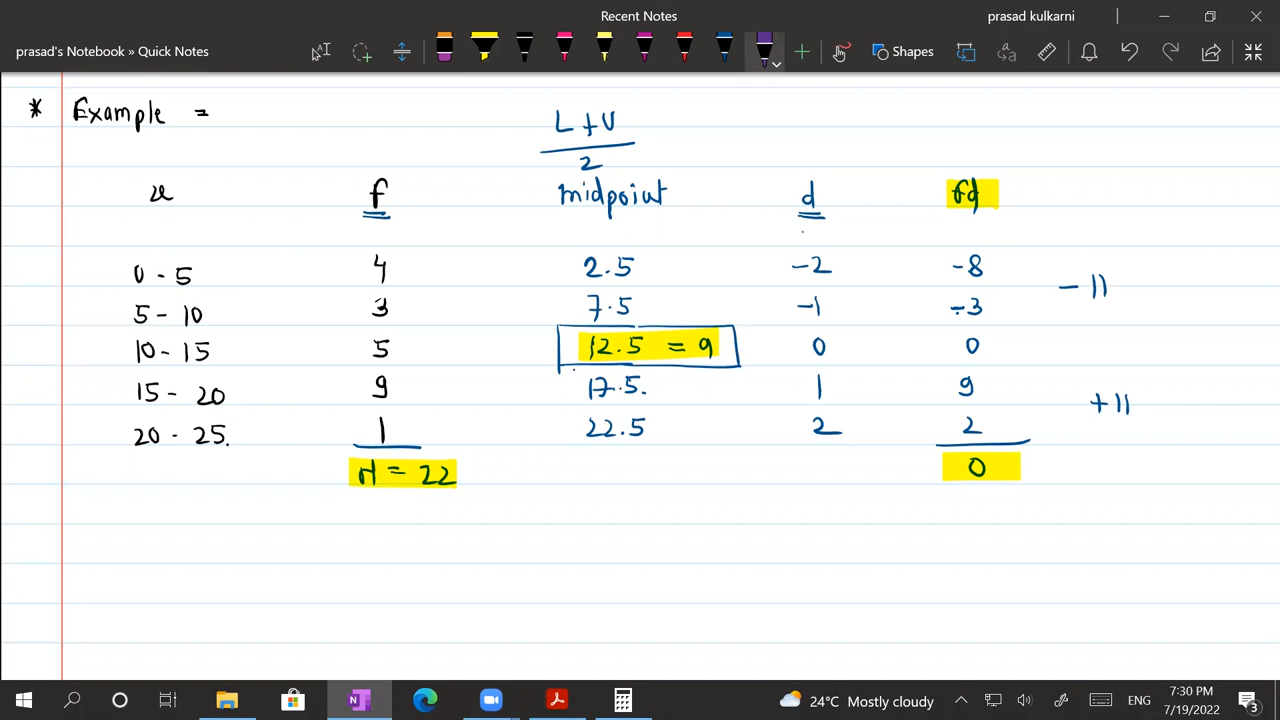 Recent Notes
prasad kulkarni
prasad's Notebook » Quick Notes
Shapes
* Example =
L + U
2
x f midpoint d fd
0 - 5 4 2.5 -2 -8
- 11
5 - 10 3 7.5 -1 -3
10 - 15 5 12.5 = a 0 0
15 - 20 9 17.5. 1 9
+ 11
20 - 25. 1 22.5 2 2
N = 22 0
24°C Mostly cloudy
ENG
7:30 PM
7/19/2022
3